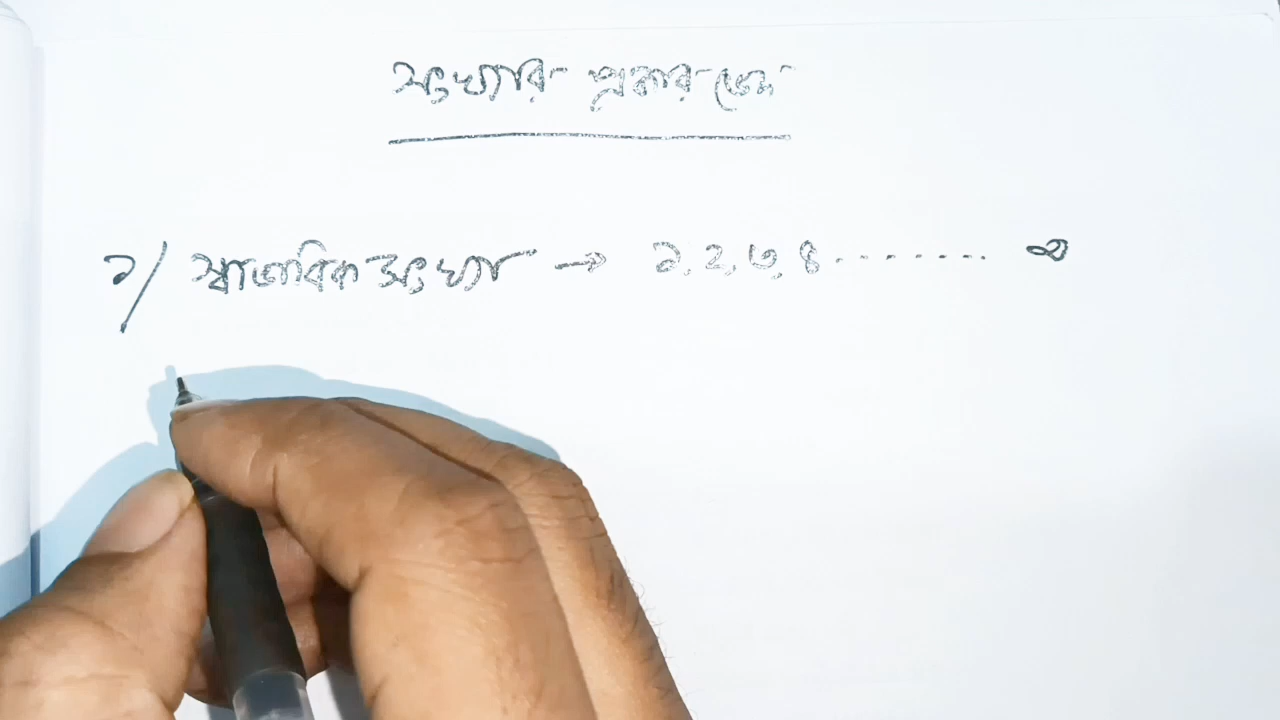 সংখ্যার প্রকারভেদ
১/ স্বাভাবিক সংখ্যা → ১, ২, ৩, ৪ ........ ∞